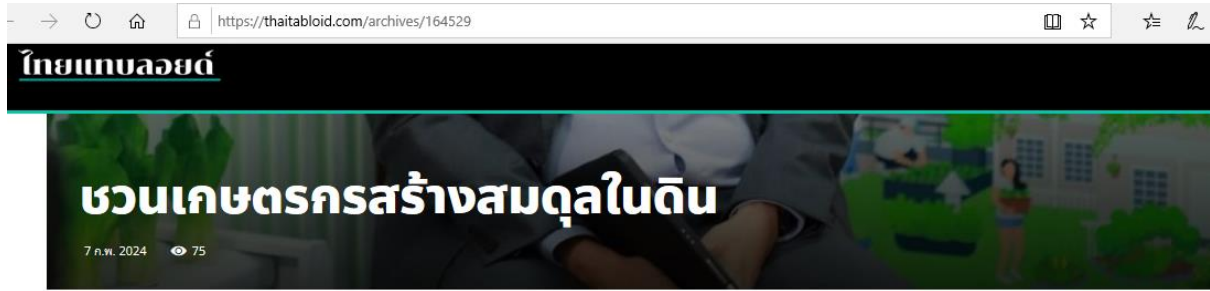 https://thaitabloid.com/archives/164529
ไทยแทบลอยด์
ชวนเกษตรกรสร้างสมดุลในดิน
7 ก.พ. 2024 75